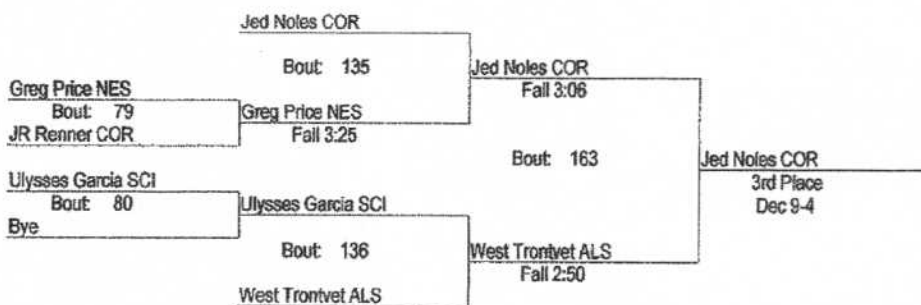 Jed Noles COR
Bout: 135
Jed Noles COR
Fall 3:06
Greg Price NES
Bout: 79
Greg Price NES
JR Renner COR
Fall 3:25
Bout: 163
Jed Noles COR
3rd Place
Dec 9-4
Ulysses Garcia SCI
Bout: 80
Ulysses Garcia SCI
Bye
Bout: 136
West Trontvet ALS
Fall 2:50
West Trontvet ALS